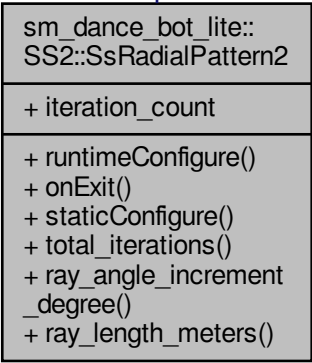 sm_dance_bot_lite::
SS2::SsRadialPattern2
+ iteration_count
+ runtimeConfigure()
+ onExit()
+ staticConfigure()
+ total_iterations()
+ ray_angle_increment
_degree()
+ ray_length_meters()